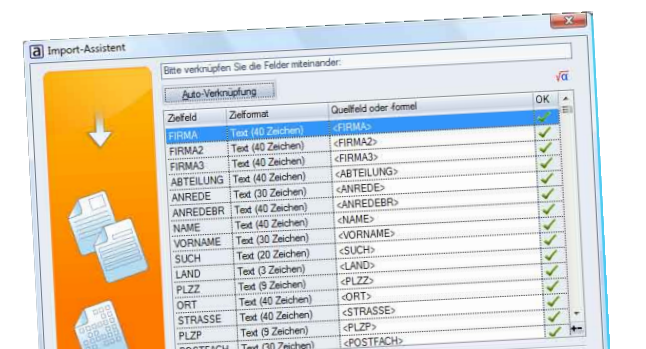 a Import-Assistent
Bitte verknüpfen Sie die Felder miteinander:
Auto-Verknüpfung
√α
Zielfeld Zielformat Quellfeld oder -formel OK
FIRMA Text (40 Zeichen) <FIRMA>
FIRMA2 Text (40 Zeichen) <FIRMA2>
FIRMA3 Text (40 Zeichen) <FIRMA3>
ABTEILUNG Text (40 Zeichen) <ABTEILUNG>
ANREDE Text (30 Zeichen) <ANREDE>
ANREDEBR Text (40 Zeichen) <ANREDEBR>
NAME Text (40 Zeichen) <NAME>
VORNAME Text (30 Zeichen) <VORNAME>
SUCH Text (20 Zeichen) <SUCH>
LAND Text (3 Zeichen) <LAND>
PLZZ Text (9 Zeichen) <PLZZ>
ORT Text (40 Zeichen) <ORT>
STRASSE Text (40 Zeichen) <STRASSE>
PLZP Text (9 Zeichen) <PLZP>
POSTFACH Text (30 Zeichen) <POSTFACH>